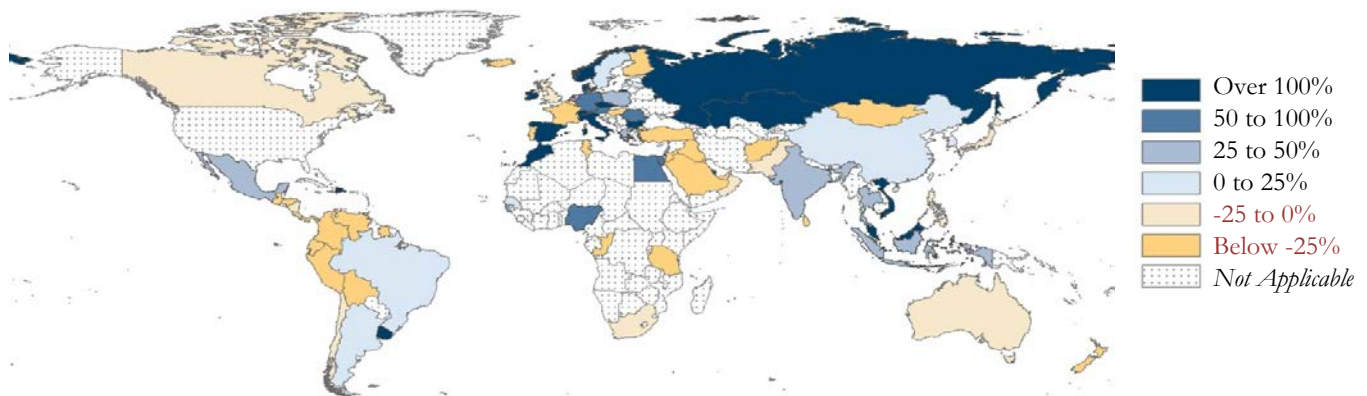 Over 100%
50 to 100%
25 to 50%
0 to 25%
-25 to 0%
Below -25%
Not Applicable